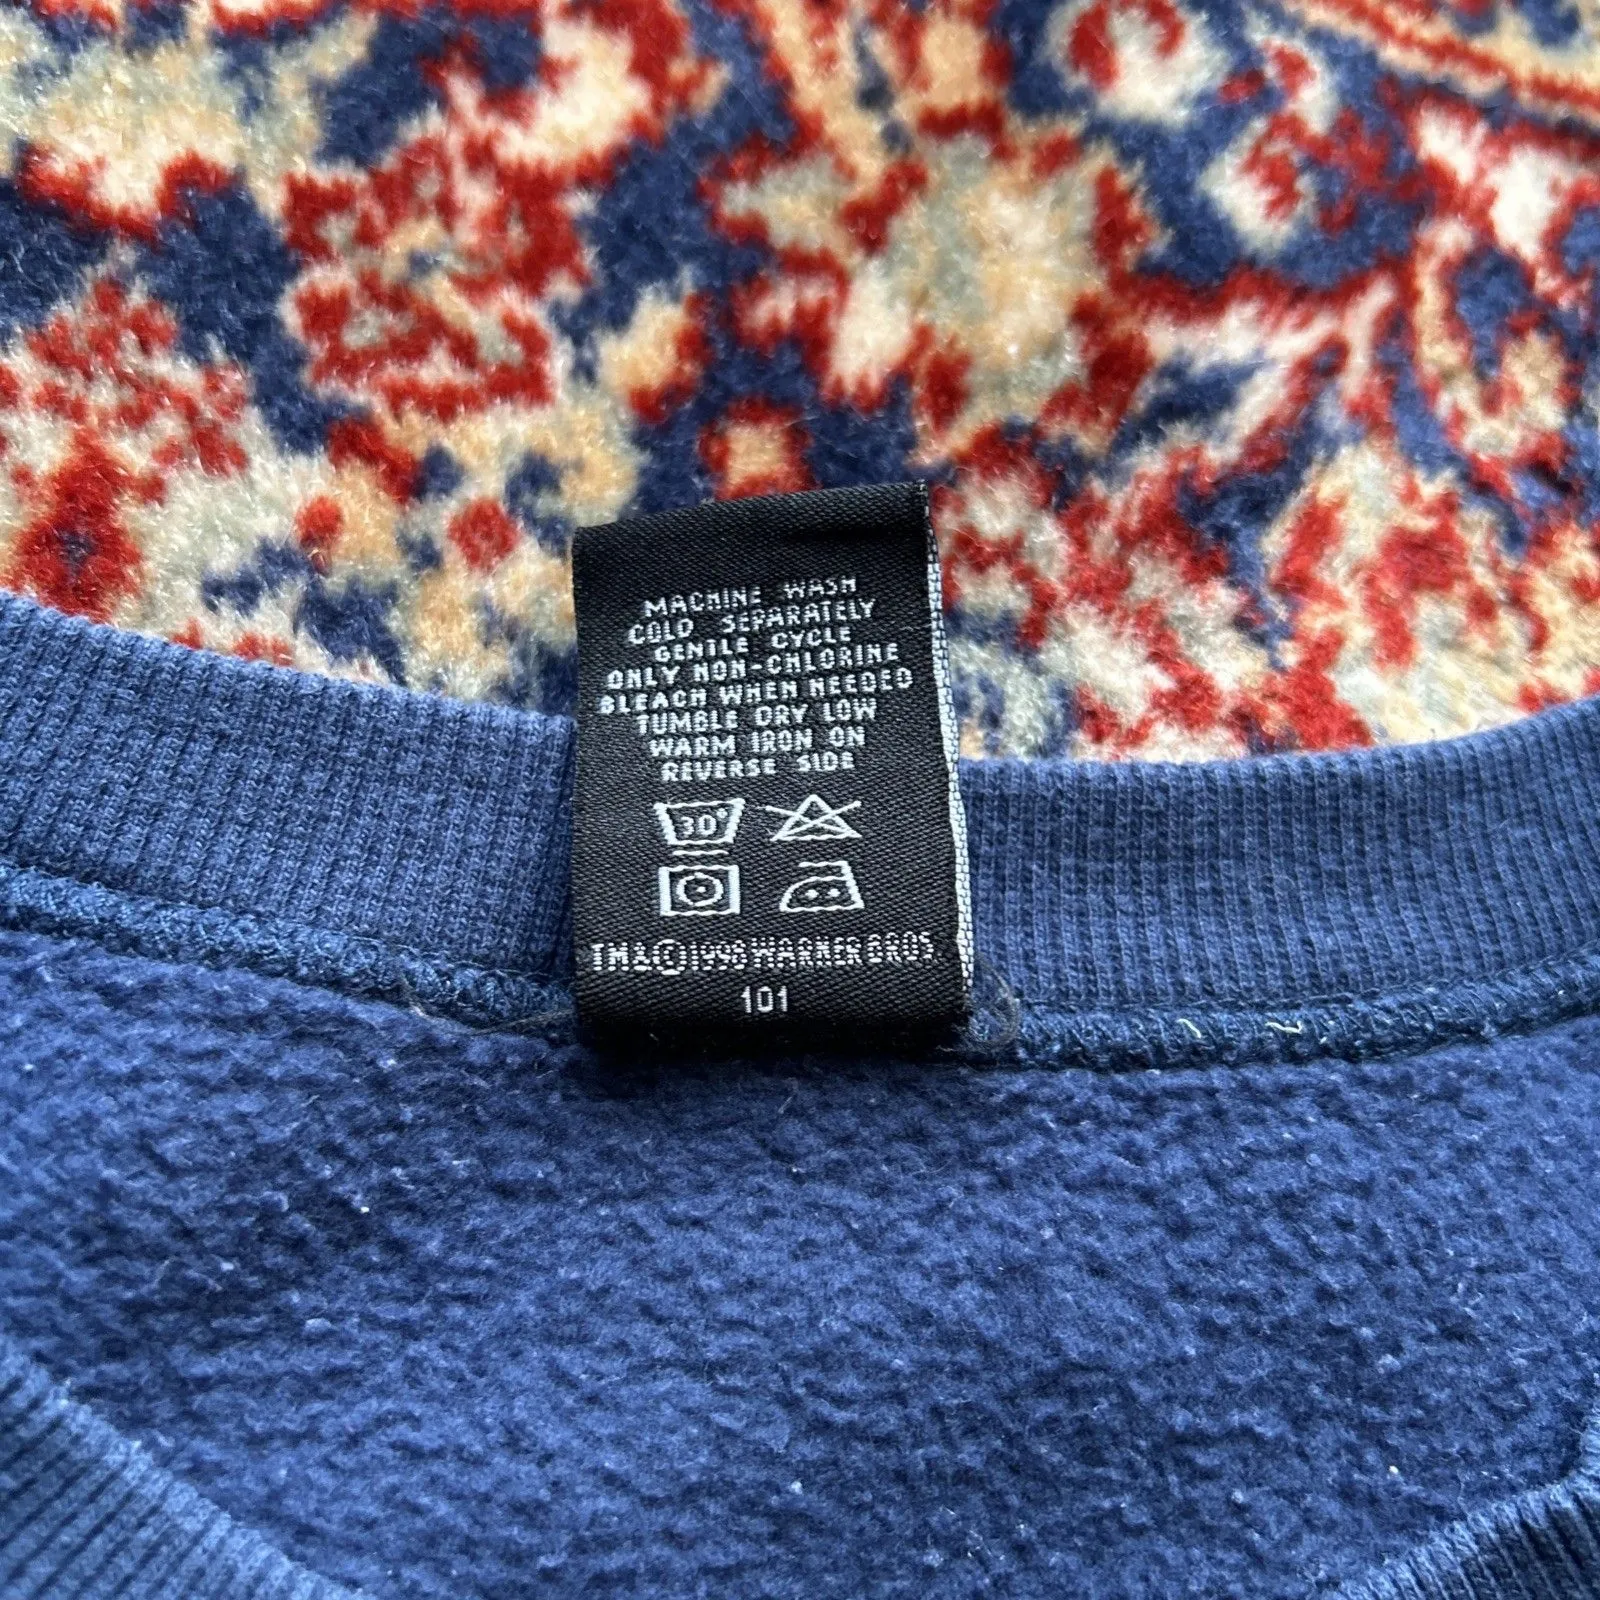 MACHINE WASH
COLD SEPARATELY
GENTLE CYCLE
ONLY NON-CHLORINE
BLEACH WHEN NEEDED
TUMBLE DRY LOW
WARM IRON ON
REVERSE SIDE
30°
TM&©1998 WARNER BROS.
101